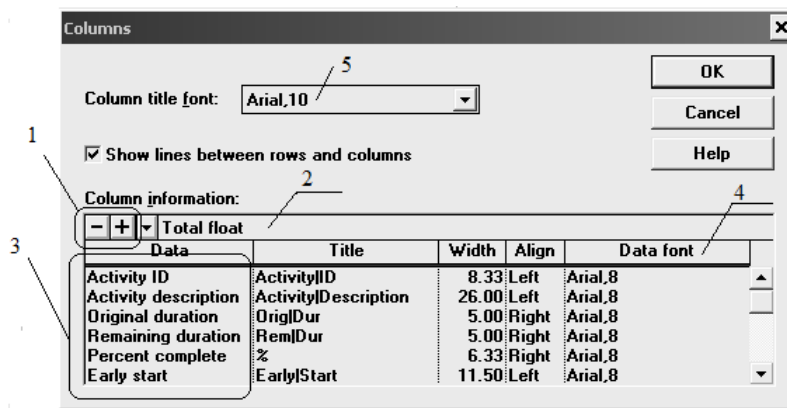 Columns
5
Column title font: Arial,10
OK
Cancel
Help
1
Show lines between rows and columns
Column information:
2
4
- + Total float
3
Data Title Width Align Data font
Activity ID Activity|ID 8.33 Left Arial,8
Activity description Activity|Description 26.00 Left Arial,8
Original duration Orig|Dur 5.00 Right Arial,8
Remaining duration Rem|Dur 5.00 Right Arial,8
Percent complete % 6.33 Right Arial,8
Early start Early|Start 11.50 Left Arial,8